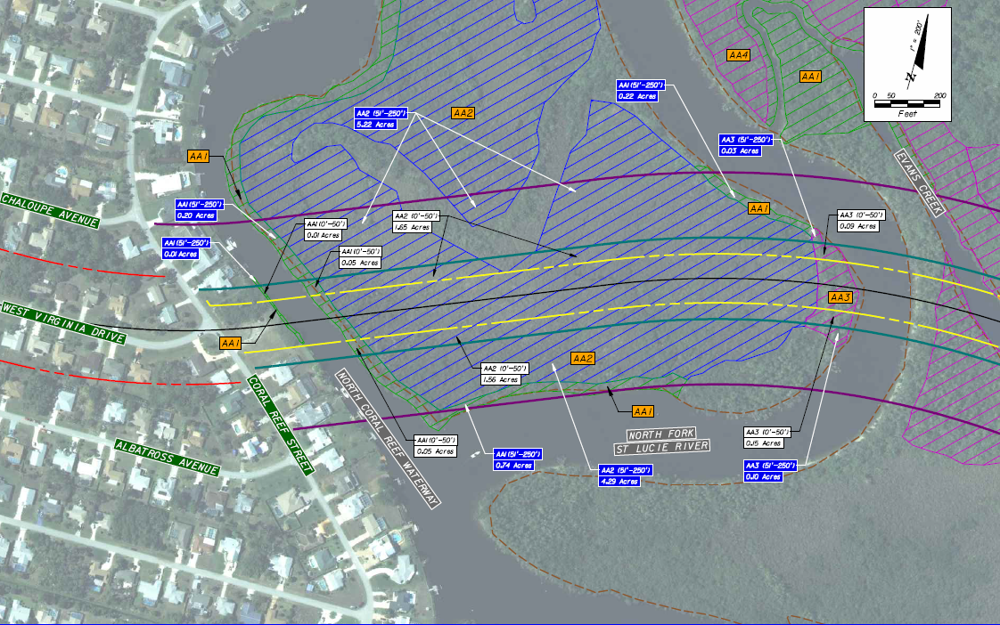 AA4
AA1
1" = 200'
N
0 50 200
Feet
AA1 (51'-250')
0.22 Acres
AA2 (51'-250')
5.22 Acres
AA2
AA3 (51'-250')
0.03 Acres
AA1
EVANS CREEK
CHALOUPE AVENUE
AA1 (51'-250')
0.20 Acres
AA1
AA1 (0'-50')
0.01 Acres
AA2 (0'-50')
1.65 Acres
AA3 (0'-50')
0.09 Acres
AA1 (51'-250')
0.01 Acres
AA1 (0'-50')
0.05 Acres
AA3
WEST VIRGINIA DRIVE
AA1
AA2 (0'-50')
1.56 Acres
AA2
CORAL REEF STREET
NORTH CORAL REEF WATERWAY
AA1
ALBATROSS AVENUE
AA1 (0'-50')
0.05 Acres
AA1 (51'-250')
0.74 Acres
NORTH FORK
ST LUCIE RIVER
AA3 (0'-50')
0.15 Acres
AA2 (51'-250')
4.29 Acres
AA3 (51'-250')
0.10 Acres